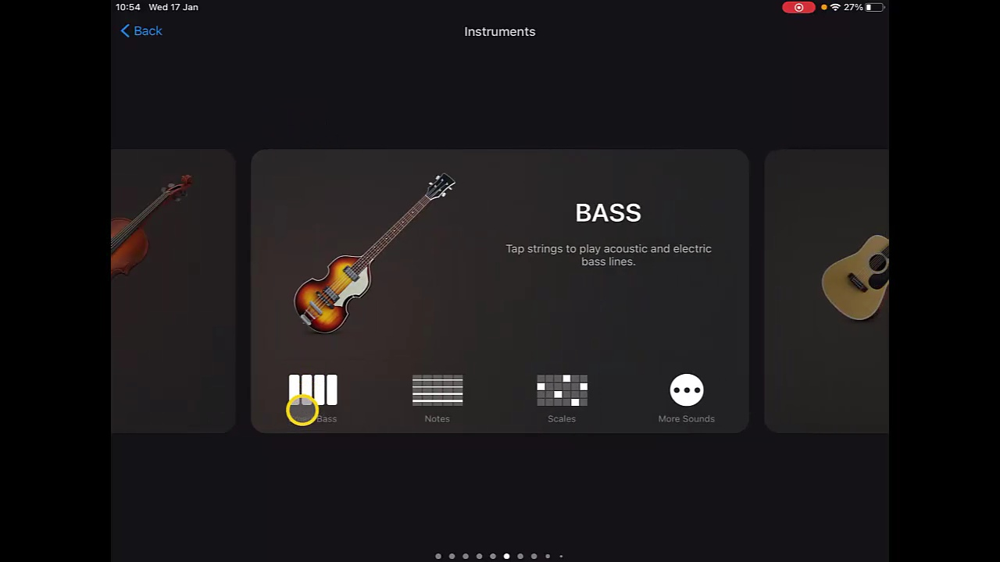 10:54 Wed 17 Jan
27%
Back
Instruments
BASS
Tap strings to play acoustic and electric
bass lines.
Bass
Notes
Scales
More Sounds